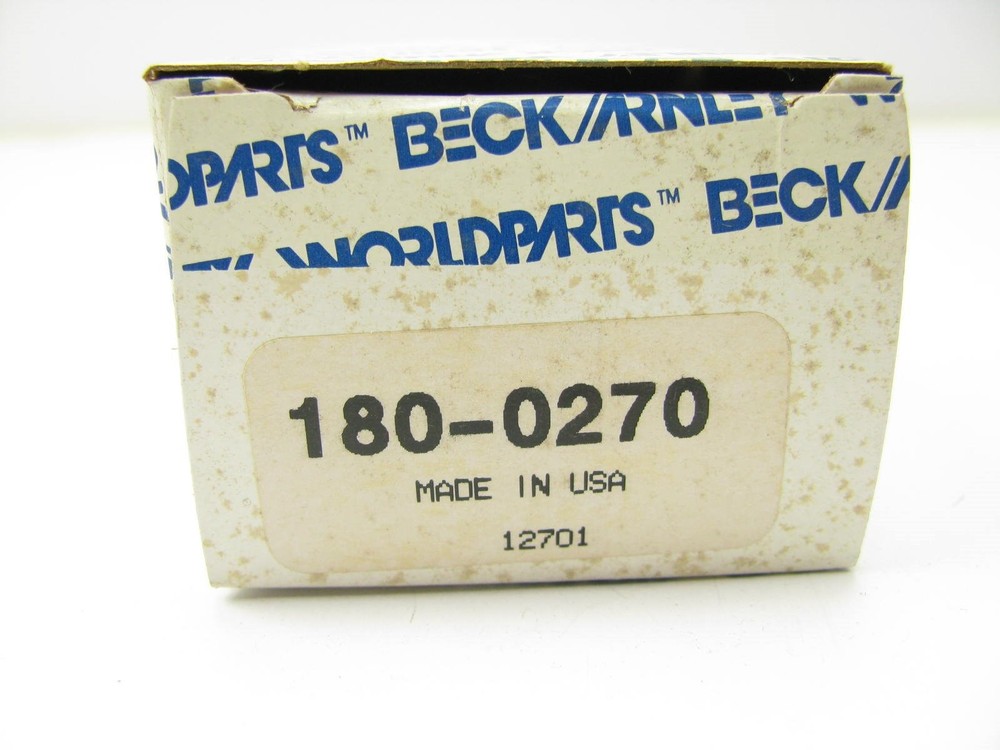 DPARTS™ BECK/ARNLEY W
WORLDPARTS™ BECK/A
180-0270
MADE IN USA
12701